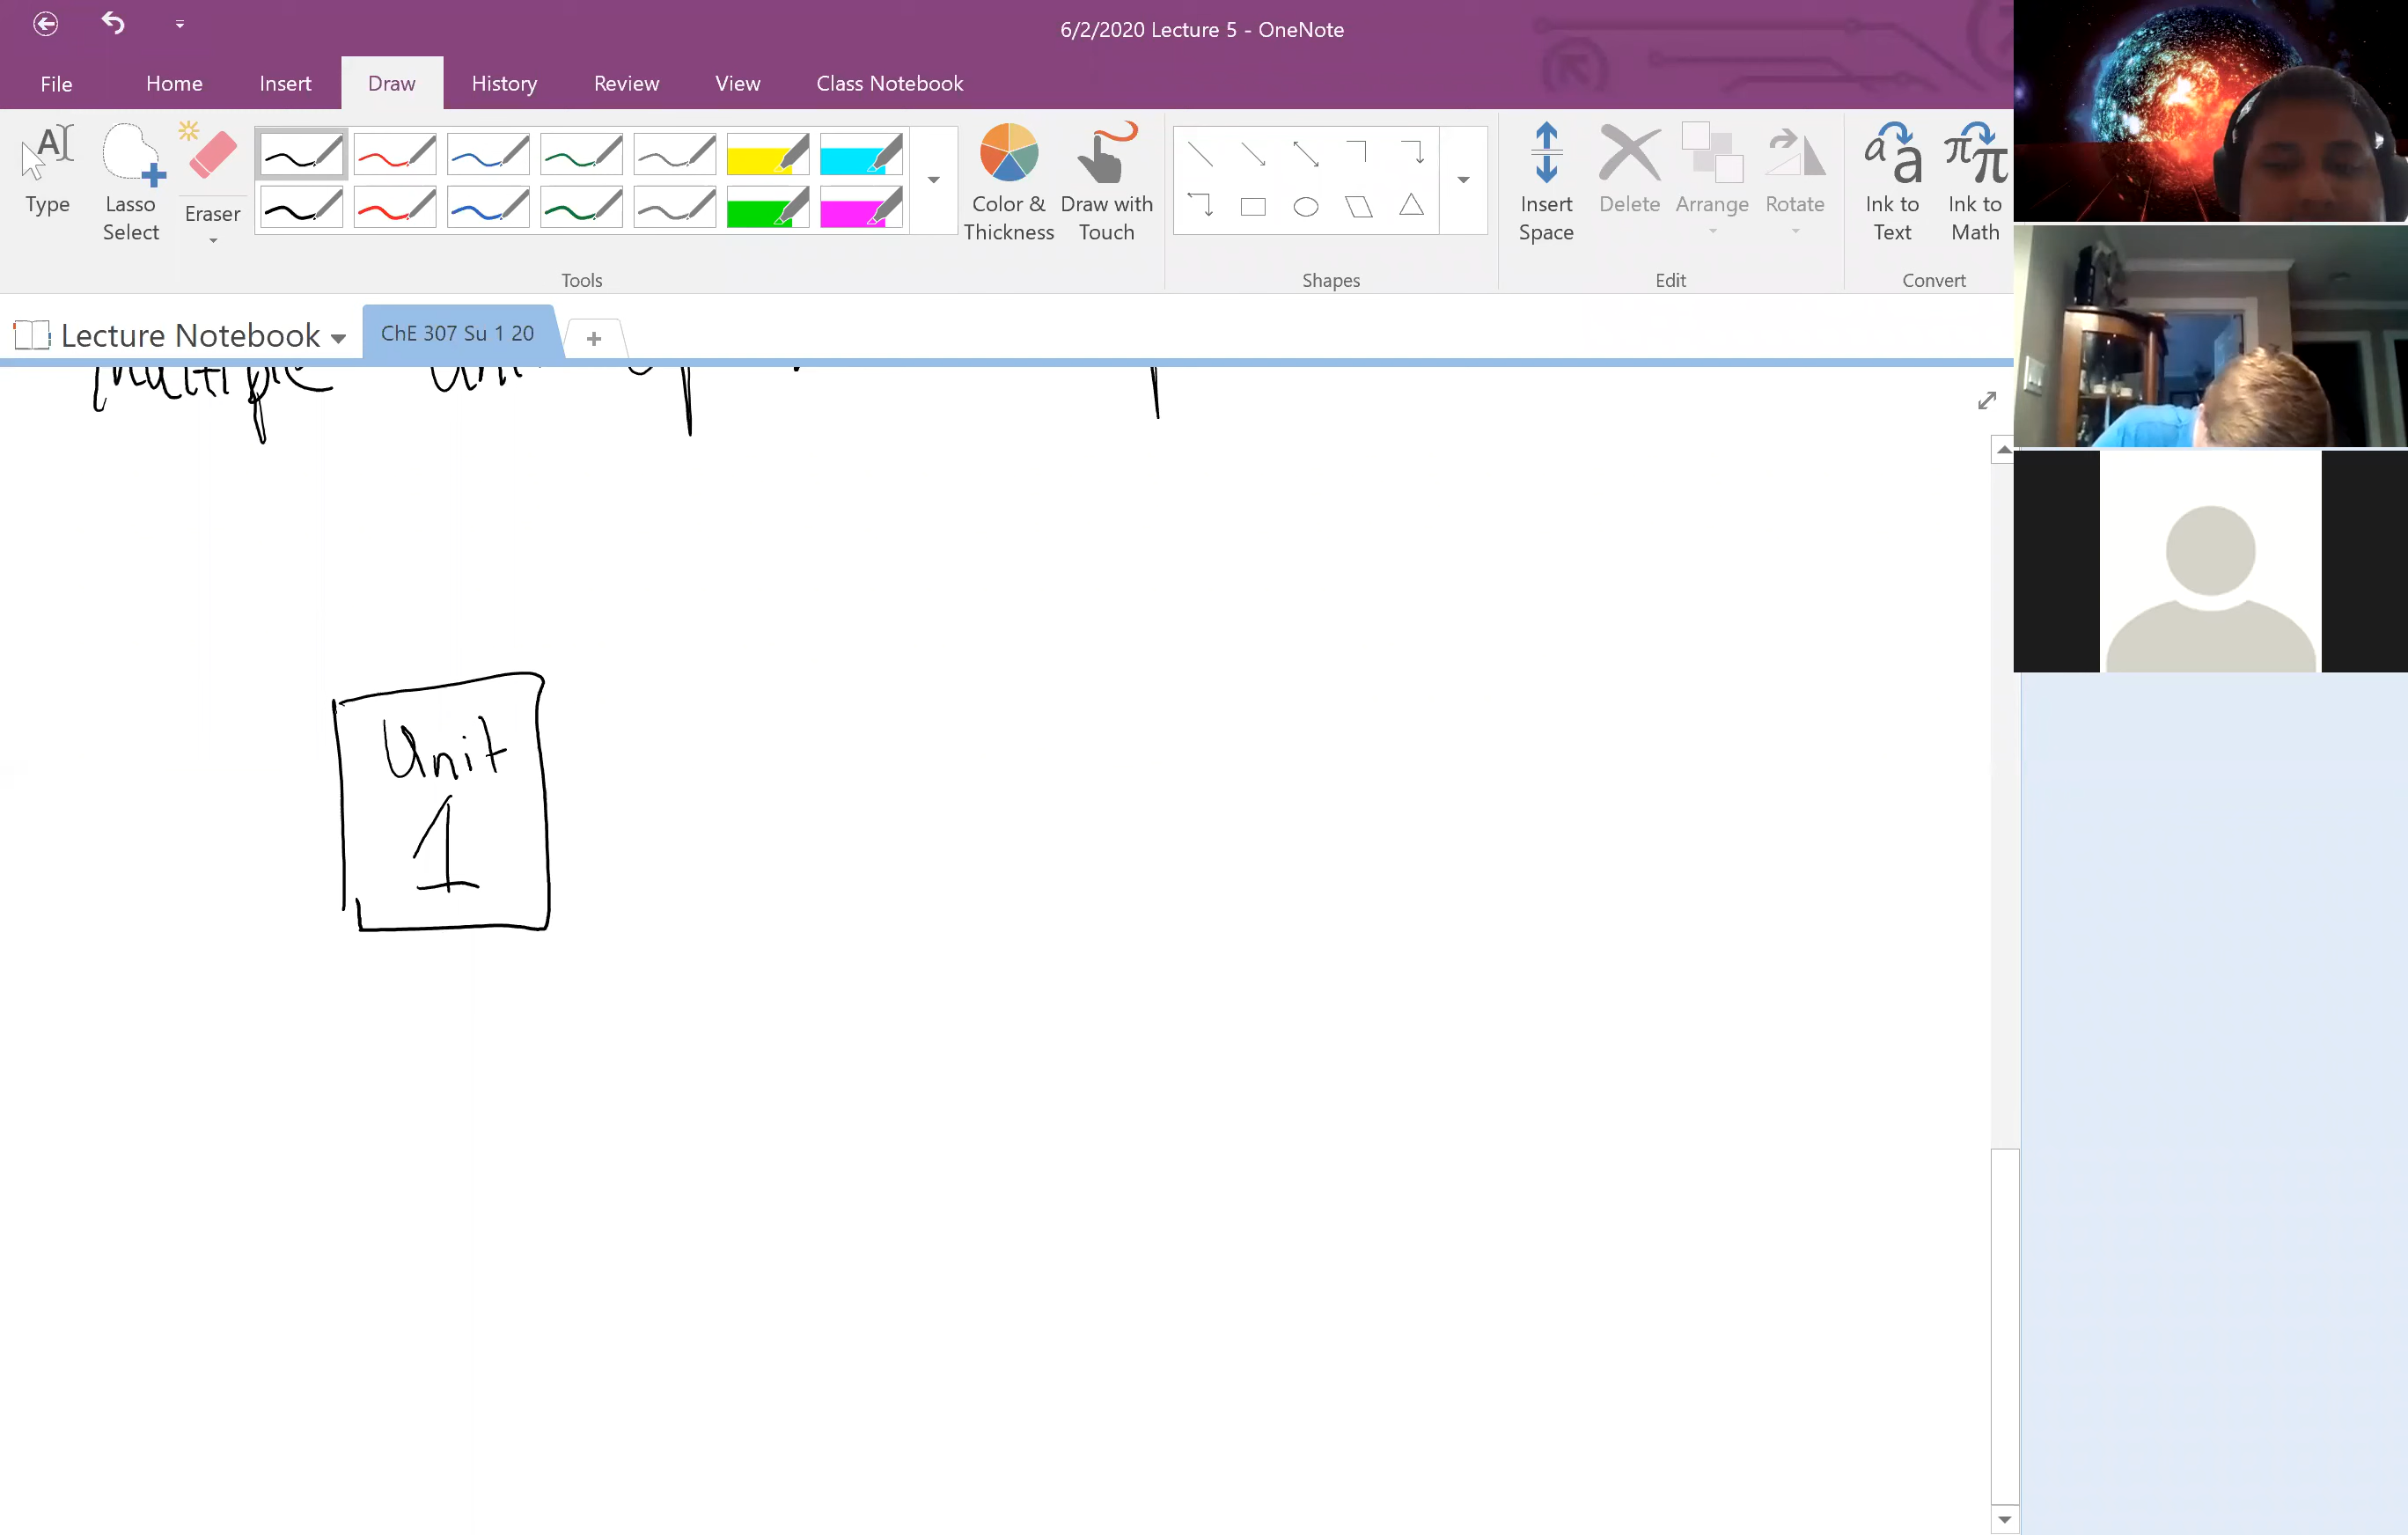 6/2/2020 Lecture 5 - OneNote
File Home Insert Draw History Review View Class Notebook
Type
Lasso Select
Eraser
Color & Thickness
Draw with Touch
Insert Space
Delete
Arrange
Rotate
Ink to Text
Ink to Math
Tools Shapes Edit Convert
Lecture Notebook ChE 307 Su 1 20
Multiple
Unit
1